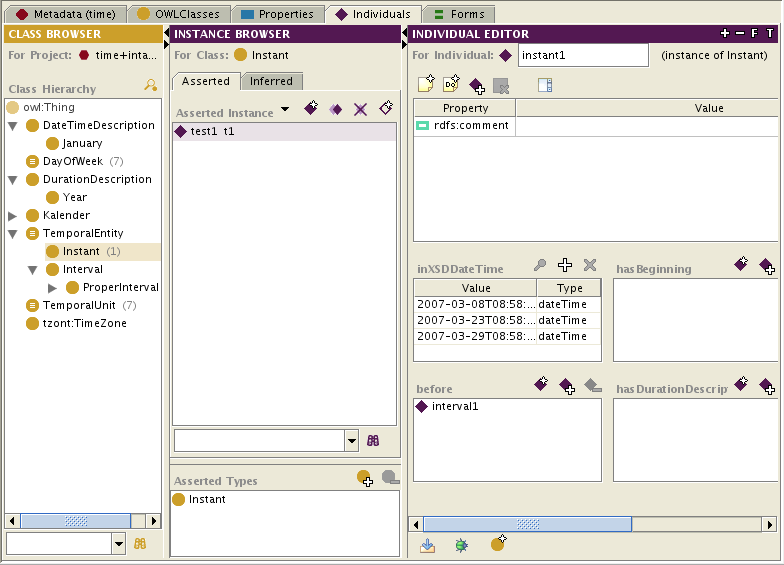 Metadata (time) OWLClasses Properties Individuals Forms
CLASS BROWSER
For Project: time+inta...
Class Hierarchy
owl:Thing
DateTimeDescription
January
DayOfWeek (7)
DurationDescription
Year
Kalender
TemporalEntity
Instant (1)
Interval
ProperInterval
TemporalUnit (7)
tzont:TimeZone
INSTANCE BROWSER
For Class: Instant
Asserted Inferred
Asserted Instance
test1 t1
Asserted Types
Instant
INDIVIDUAL EDITOR + − F T
For Individual: instant1 (instance of Instant)
Property Value
rdfs:comment
inXSDDateTime
Value Type
2007-03-08T08:58:... dateTime
2007-03-23T08:58:... dateTime
2007-03-29T08:58:... dateTime
hasBeginning
before
interval1
hasDurationDescrip